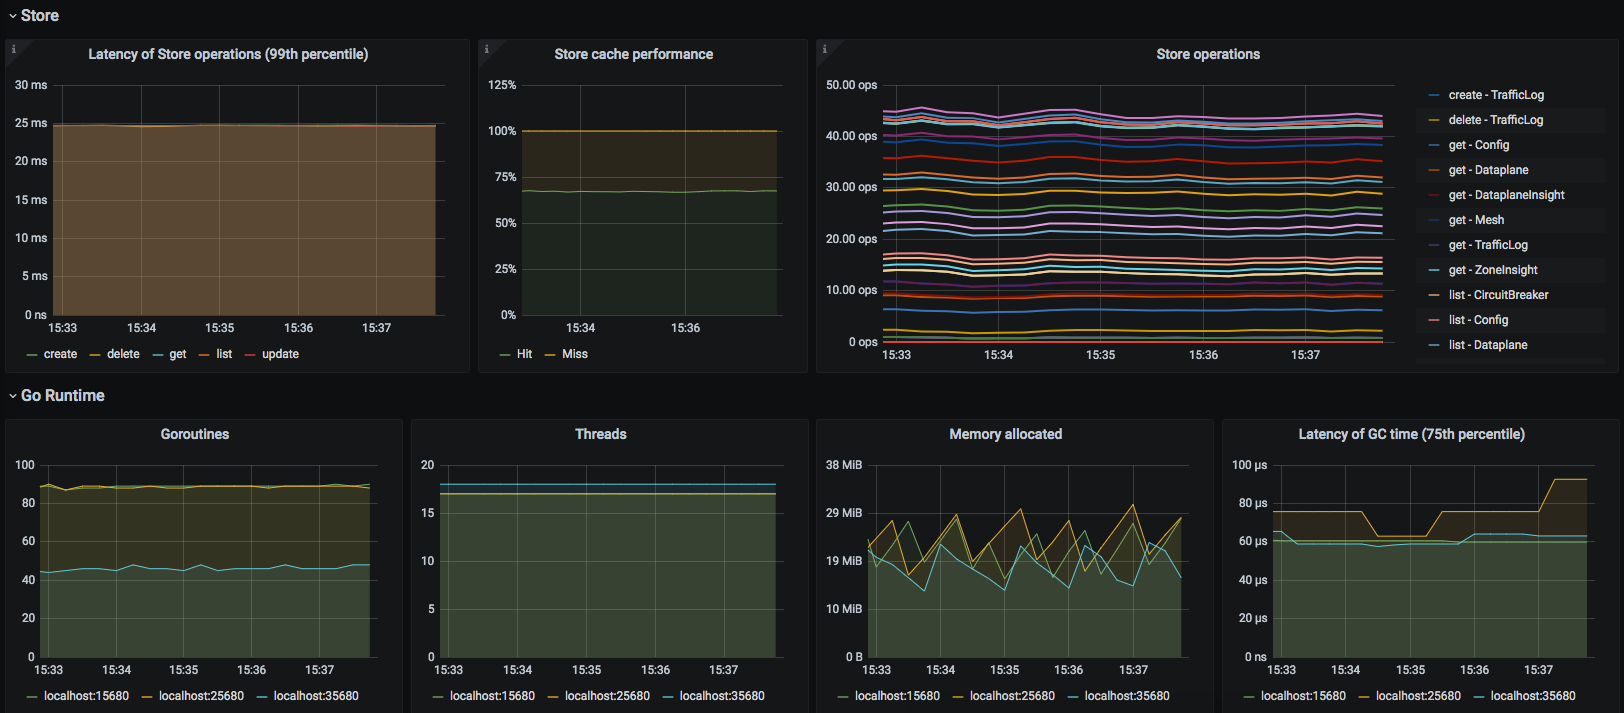 Store
Latency of Store operations (99th percentile)
30 ms
25 ms
20 ms
15 ms
10 ms
5 ms
0 ns
15:33 15:34 15:35 15:36 15:37
create delete get list update
Store cache performance
125%
100%
75%
50%
25%
0%
15:34 15:36
Hit Miss
Store operations
50.00 ops
40.00 ops
30.00 ops
20.00 ops
10.00 ops
0 ops
15:33 15:34 15:35 15:36 15:37
create - TrafficLog
delete - TrafficLog
get - Config
get - Dataplane
get - DataplaneInsight
get - Mesh
get - TrafficLog
get - ZoneInsight
list - CircuitBreaker
list - Config
list - Dataplane
Go Runtime
Goroutines
100
80
60
40
20
0
15:33 15:34 15:35 15:36 15:37
localhost:15680 localhost:25680 localhost:35680
Threads
20
15
10
5
0
15:33 15:34 15:35 15:36 15:37
localhost:15680 localhost:25680 localhost:35680
Memory allocated
38 MiB
29 MiB
19 MiB
10 MiB
0 B
15:33 15:34 15:35 15:36 15:37
localhost:15680 localhost:25680 localhost:35680
Latency of GC time (75th percentile)
100 µs
80 µs
60 µs
40 µs
20 µs
0 ns
15:33 15:34 15:35 15:36 15:37
localhost:15680 localhost:25680 localhost:35680